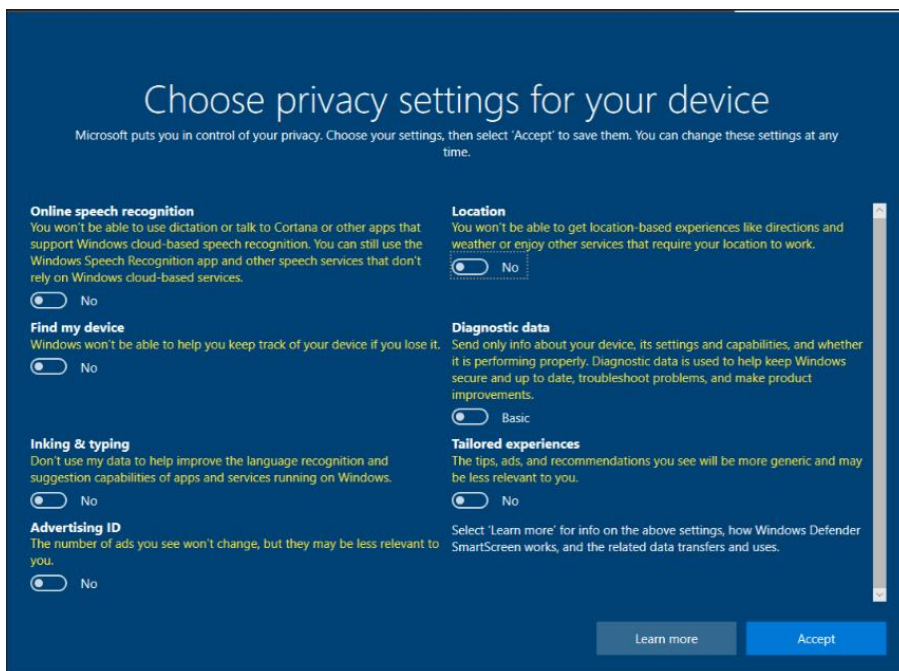 Choose privacy settings for your device
Microsoft puts you in control of your privacy. Choose your settings, then select 'Accept' to save them. You can change these settings at any
time.
Online speech recognition
You won't be able to use dictation or talk to Cortana or other apps that
support Windows cloud-based speech recognition. You can still use the
Windows Speech Recognition app and other speech services that don't
rely on Windows cloud-based services.
No
Location
You won't be able to get location-based experiences like directions and
weather or enjoy other services that require your location to work.
No
Find my device
Windows won't be able to help you keep track of your device if you lose it.
No
Diagnostic data
Send only info about your device, its settings and capabilities, and whether
it is performing properly. Diagnostic data is used to help keep Windows
secure and up to date, troubleshoot problems, and make product
improvements.
Basic
Inking & typing
Don't use my data to help improve the language recognition and
suggestion capabilities of apps and services running on Windows.
No
Tailored experiences
The tips, ads, and recommendations you see will be more generic and may
be less relevant to you.
No
Advertising ID
The number of ads you see won't change, but they may be less relevant to
you.
No
Select 'Learn more' for info on the above settings, how Windows Defender
SmartScreen works, and the related data transfers and uses.
Learn more
Accept